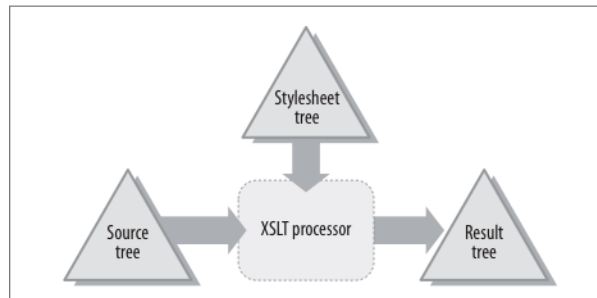 Stylesheet
tree
Source
tree
XSLT processor
Result
tree